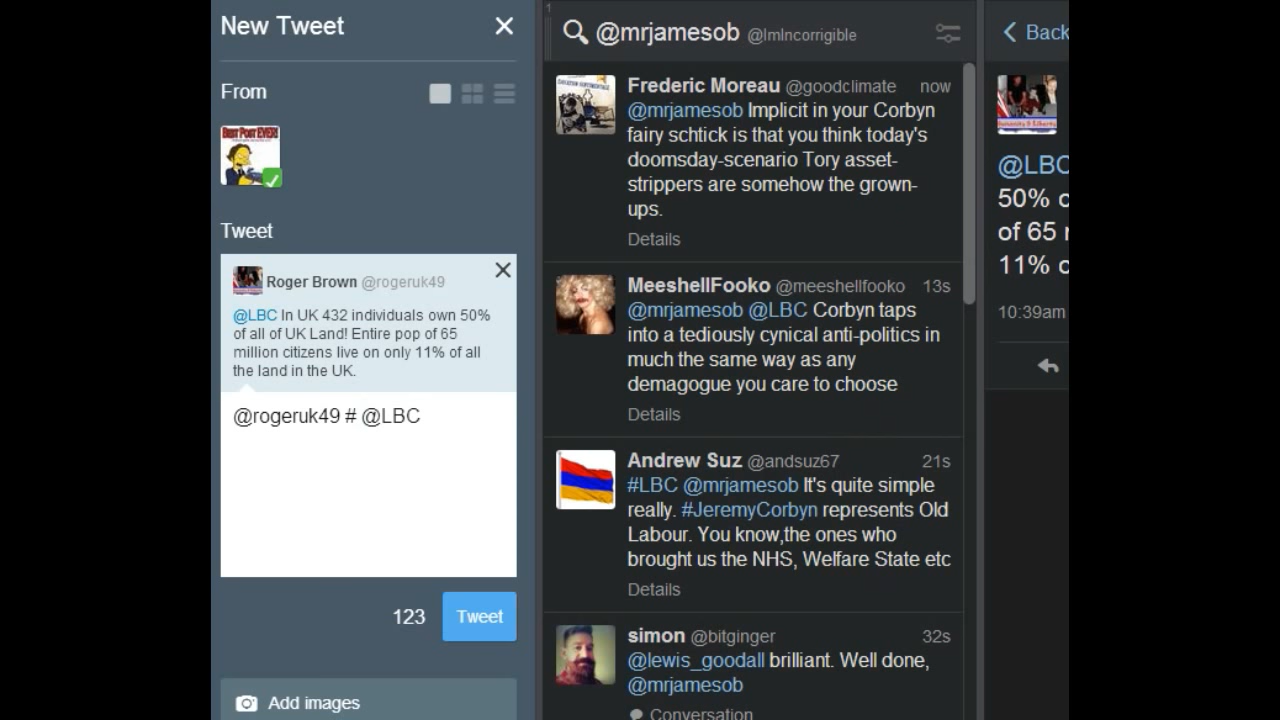 New Tweet
From
BEST POST EVER!
Tweet
Roger Brown @rogeruk49
@LBC In UK 432 individuals own 50%
of all of UK Land! Entire pop of 65
million citizens live on only 11% of all
the land in the UK.
@rogeruk49 # @LBC
123 Tweet
Add images
1
@mrjamesob @ImIncorrigible
Frederic Moreau @goodclimate now
@mrjamesob Implicit in your Corbyn
fairy schtick is that you think today's
doomsday-scenario Tory asset-
strippers are somehow the grown-
ups.
Details
MeeshellFooko @meeshellfooko 13s
@mrjamesob @LBC Corbyn taps
into a tediously cynical anti-politics in
much the same way as any
demagogue you care to choose
Details
Andrew Suz @andsuz67 21s
#LBC @mrjamesob It's quite simple
really. #JeremyCorbyn represents Old
Labour. You know,the ones who
brought us the NHS, Welfare State etc
Details
simon @bitginger 32s
@lewis_goodall brilliant. Well done,
@mrjamesob
Conversation
Back
@LBC
50% o
of 65 r
11% o
10:39am